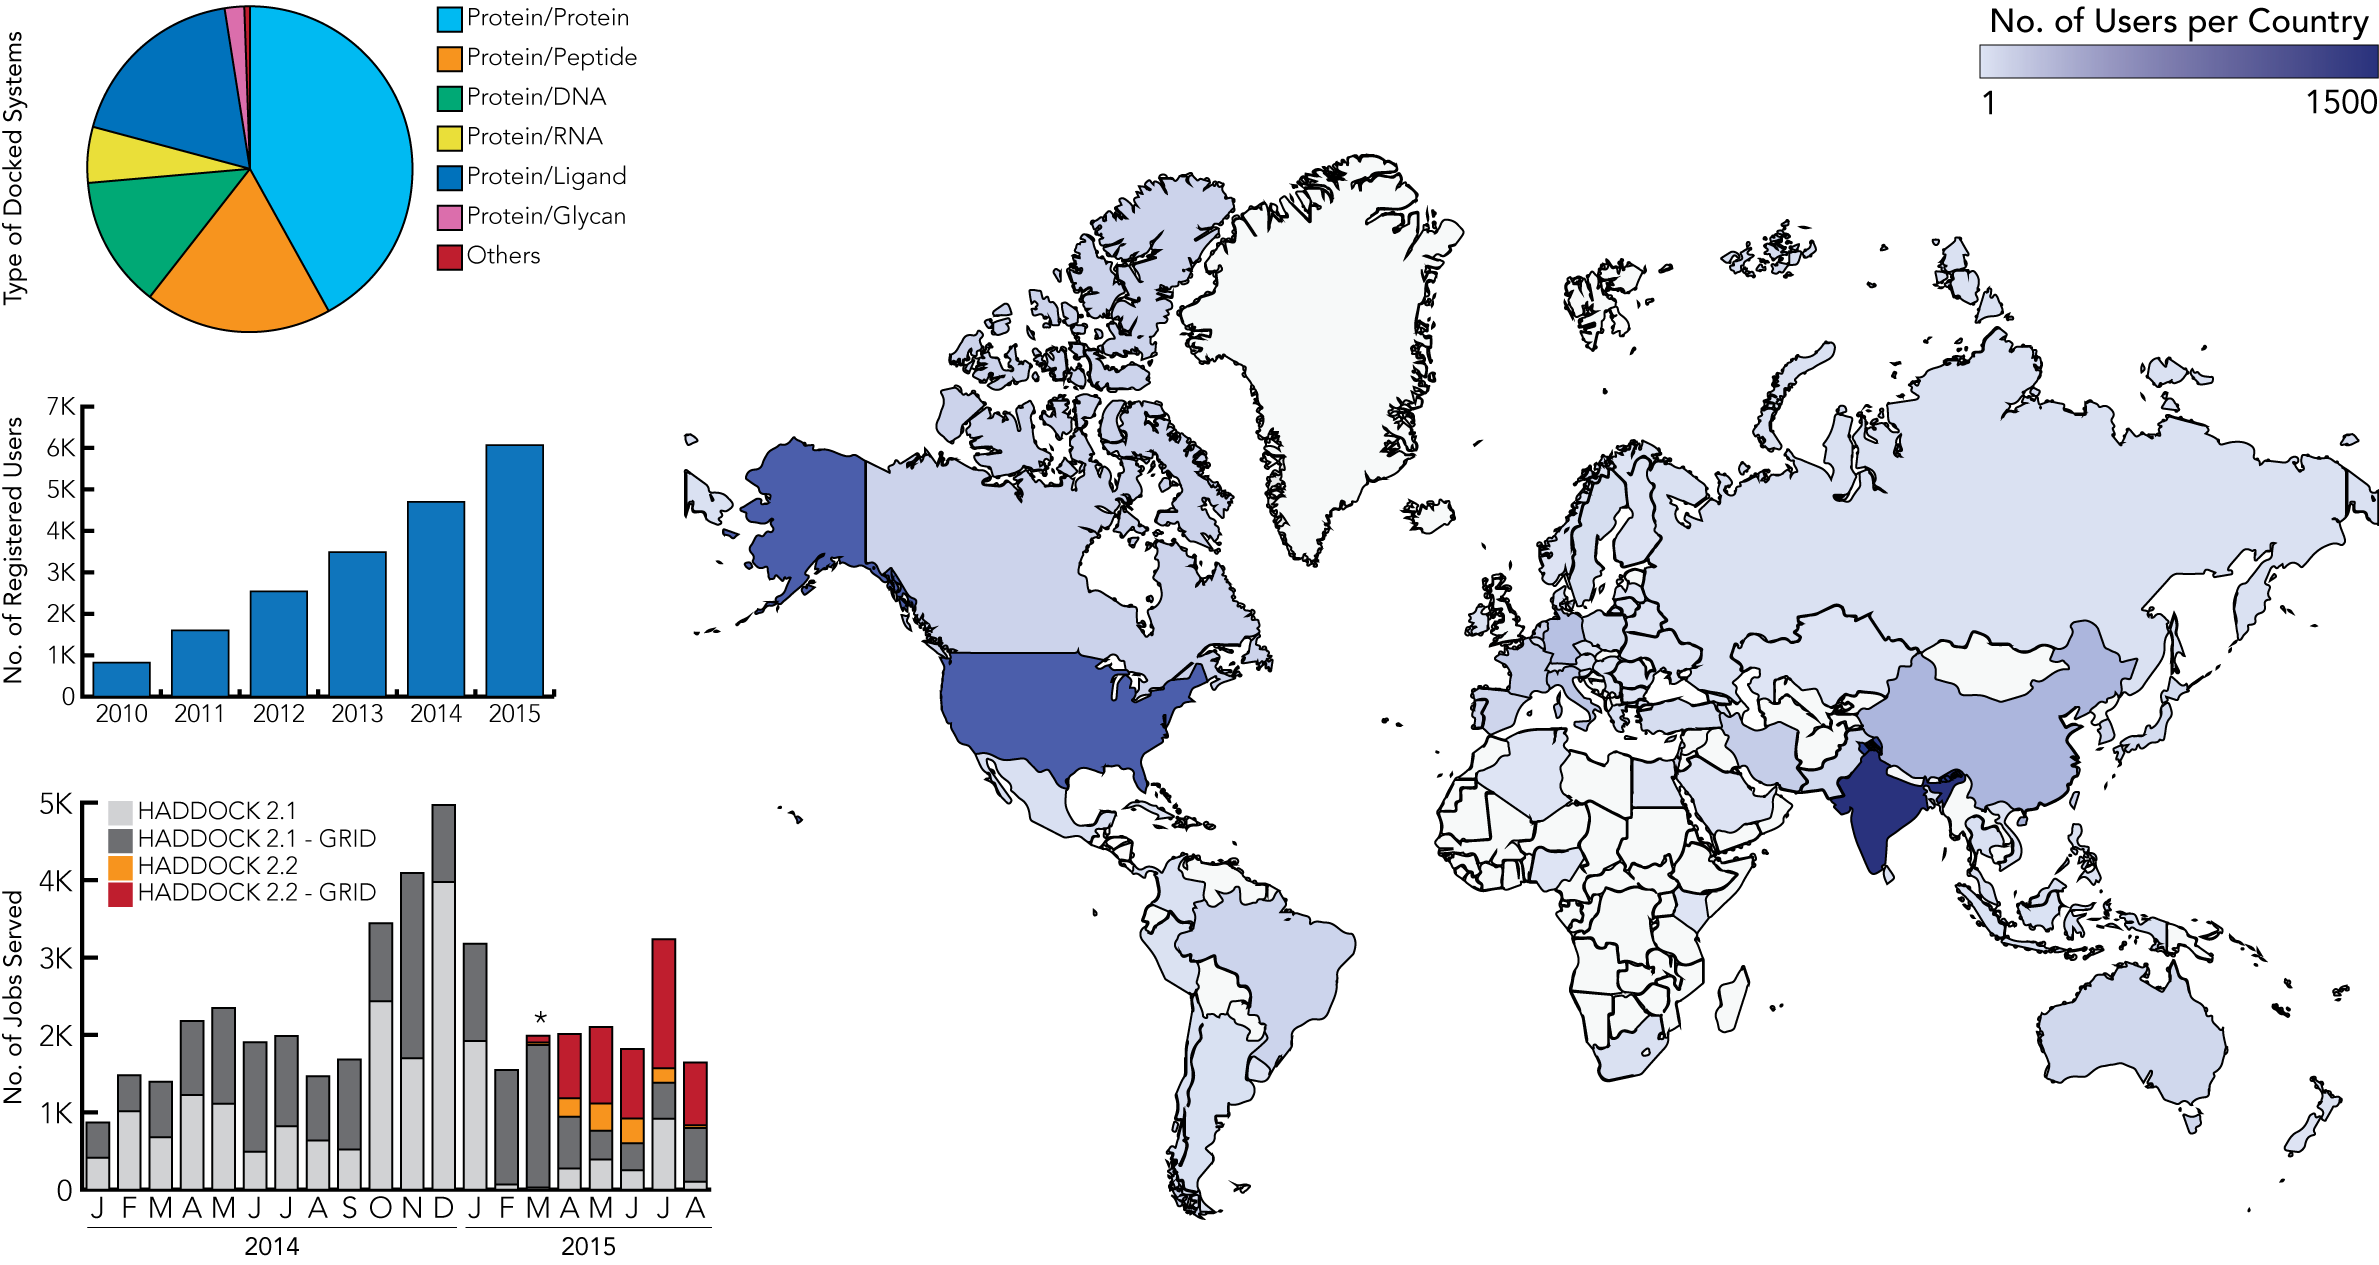 Type of Docked Systems
Protein/Protein
Protein/Peptide
Protein/DNA
Protein/RNA
Protein/Ligand
Protein/Glycan
Others
No. of Users per Country
1 1500
No. of Registered Users
7K
6K
5K
4K
3K
2K
1K
0
2010 2011 2012 2013 2014 2015
No. of Jobs Served
5K
4K
3K
2K
1K
0
HADDOCK 2.1
HADDOCK 2.1 - GRID
HADDOCK 2.2
HADDOCK 2.2 - GRID
*
J F M A M J J A S O N D J F M A M J J A
2014 2015